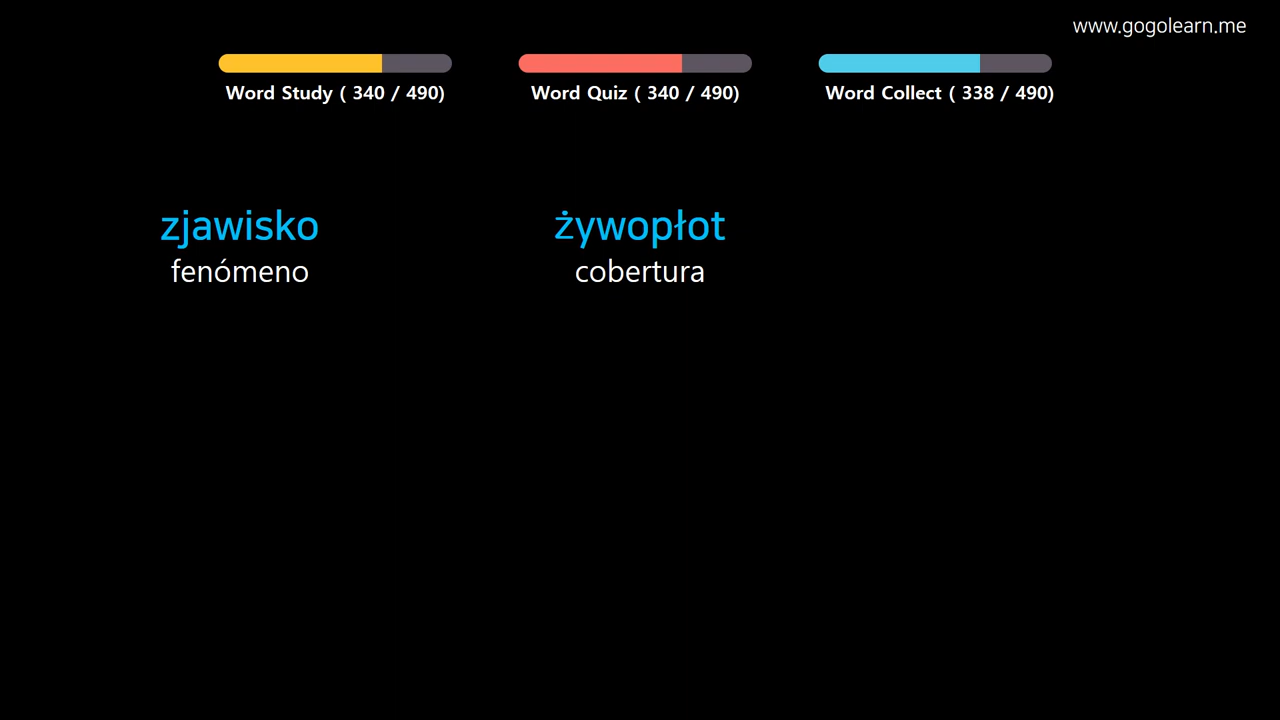 www.gogolearn.me
Word Study ( 340 / 490)
Word Quiz ( 340 / 490)
Word Collect ( 338 / 490)
zjawisko
fenómeno
żywopłot
cobertura